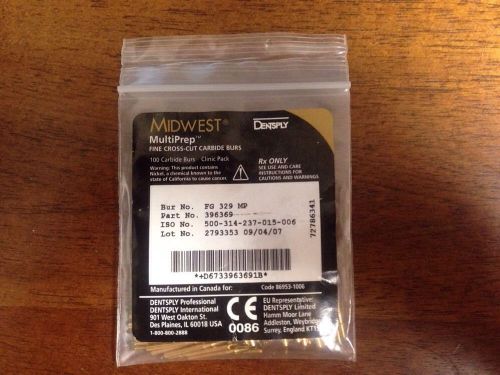 MIDWEST®
DENTSPLY
MultiPrep™
FINE CROSS-CUT CARBIDE BURS
100 Carbide Burs Clinic Pack
Warning: This product contains
Nickel, a chemical known to the
state of California to cause cancer.
Rx ONLY
SEE USE AND CARE
INSTRUCTIONS FOR
CAUTIONS/WARNINGS
Bur No. FG 329 MP
Part No. 396369
ISO No. 500-314-237-015-006
Lot No. 2793353 09/04/07
72786341
*+D6733963691B*
Manufactured in Canada for:
Code 86953-1006
DENTSPLY Professional
DENTSPLY International
901 West Oakton St.
Des Plaines, IL 60018 USA
1-800-800-2888
CE
0086
EU Representative:
DENTSPLY Limited
Hamm Moor Lane
Addleston, Weybridge
Surrey, England KT15